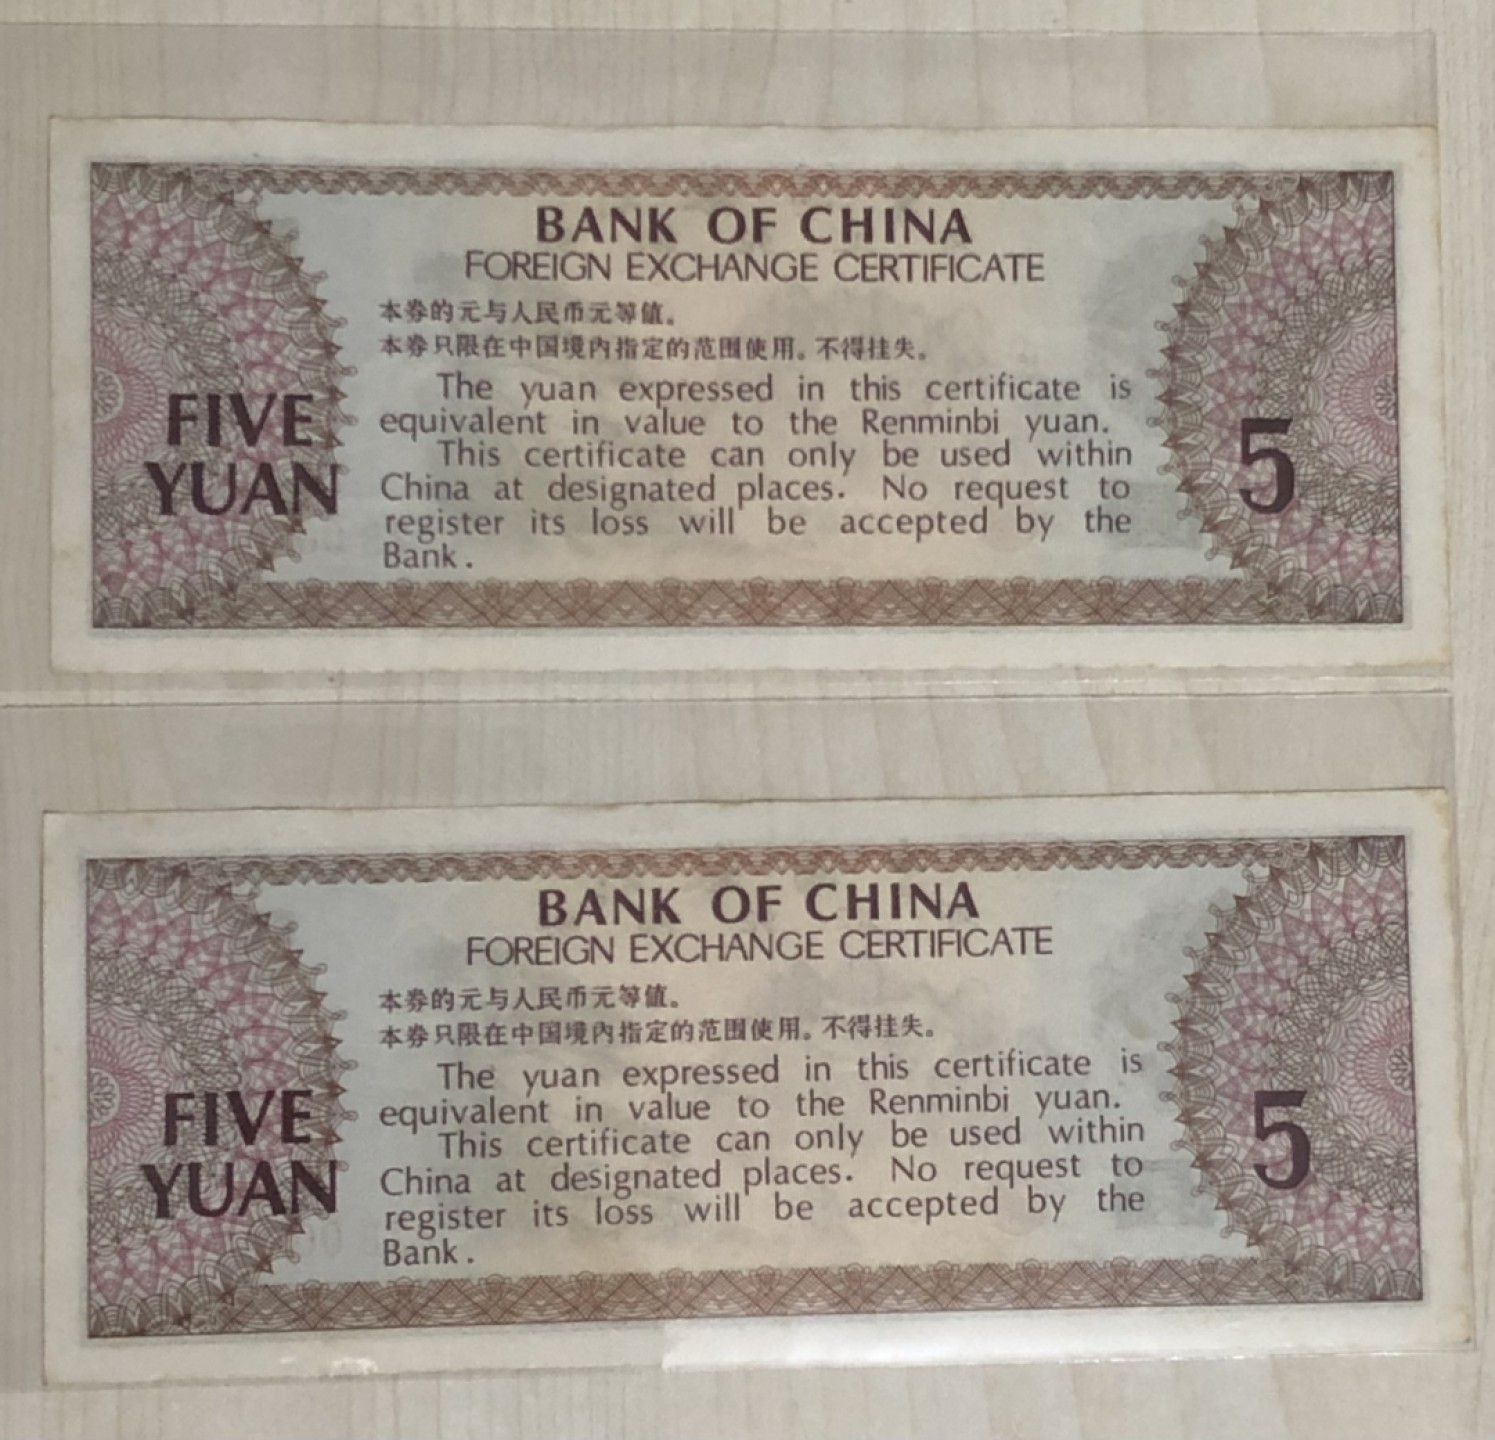 BANK OF CHINA
FOREIGN EXCHANGE CERTIFICATE
本券的元与人民币元等值。
本券只限在中国境内指定的范围使用。不得挂失。
The yuan expressed in this certificate is
equivalent in value to the Renminbi yuan.
This certificate can only be used within
China at designated places. No request to
register its loss will be accepted by the
Bank.
FIVE
YUAN
5
BANK OF CHINA
FOREIGN EXCHANGE CERTIFICATE
本券的元与人民币元等值。
本券只限在中国境内指定的范围使用。不得挂失。
The yuan expressed in this certificate is
equivalent in value to the Renminbi yuan.
This certificate can only be used within
China at designated places. No request to
register its loss will be accepted by the
Bank.
FIVE
YUAN
5